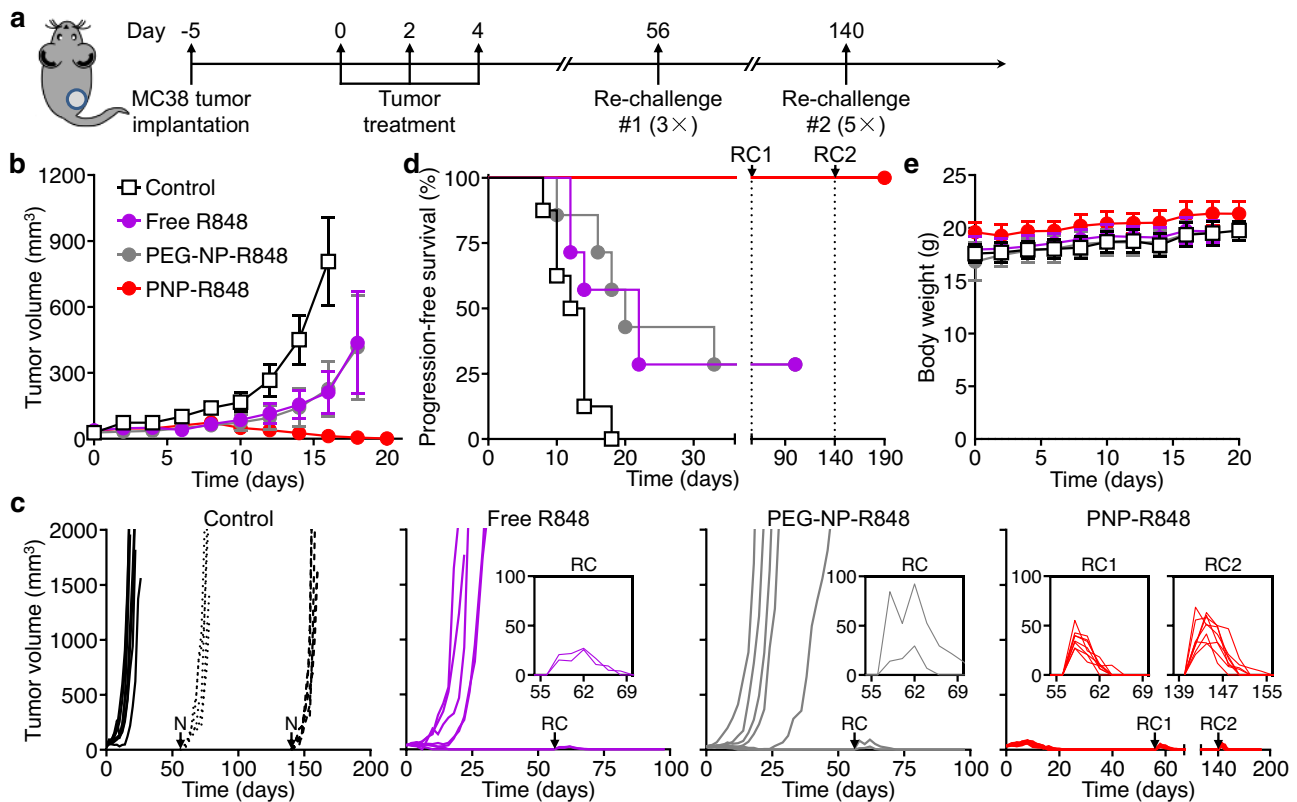 a
Day -5 0 2 4 56 140
MC38 tumor implantation
Tumor treatment
Re-challenge #1 (3×)
Re-challenge #2 (5×)
b
Tumor volume (mm³)
1200
900
600
300
0
0 5 10 15 20
Time (days)
Control
Free R848
PEG-NP-R848
PNP-R848
d
RC1 RC2
Progression-free survival (%)
100
75
50
25
0
0 10 20 30 90 140 190
Time (days)
e
Body weight (g)
25
20
15
10
5
0
0 5 10 15 20
Time (days)
c
Control
Tumor volume (mm³)
2000
1500
1000
500
0
N N
0 50 100 150 200
Time (days)
Free R848
RC
100
50
0
55 62 69
RC
0 25 50 75 100
Time (days)
PEG-NP-R848
RC
100
50
0
55 62 69
RC
0 25 50 75 100
Time (days)
PNP-R848
RC1
100
50
0
55 62 69
RC2
100
50
0
139 147 155
RC1 RC2
0 20 40 60 140 200
Time (days)